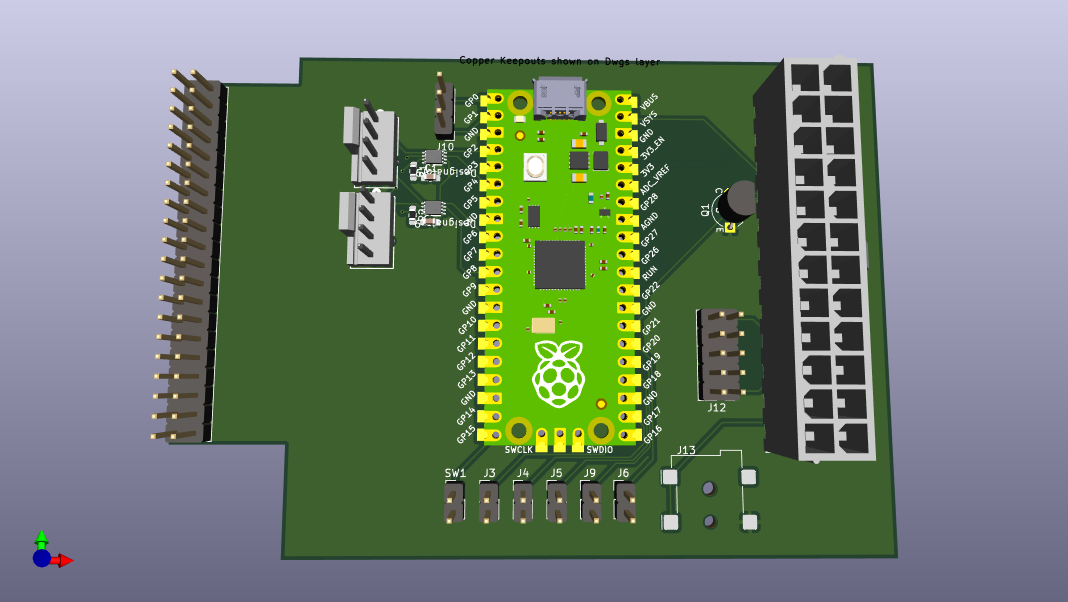 Copper Keepouts shown on Dwgs layer
GP0
GP1
GND
GP2
GP3
GP4
GP5
GP6
GP7
GP8
GP9
GND
GP10
GP11
GP12
GP13
GND
GP14
GP15
VBUS
VSYS
GND
3V3_EN
3V3
ADC_VREF
GP28
AGND
GP27
GP26
RUN
GP22
GND
GP21
GP20
GP19
GP18
GND
GP17
GP16
J10
Q1
E
J12
SWCLK
SWDIO
J13
SW1
J3
J4
J5
J9
J6